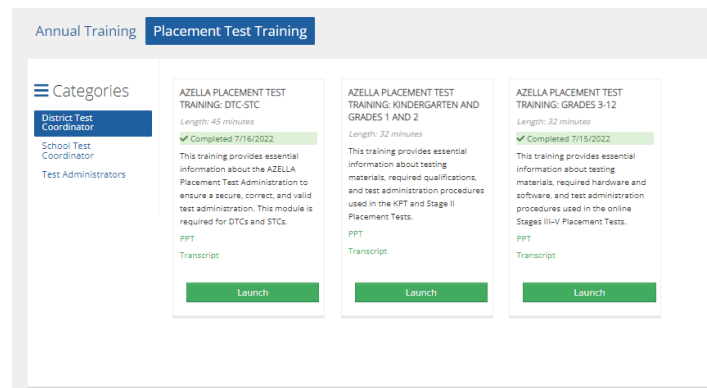 Annual Training
Placement Test Training
Categories
District Test
Coordinator
School Test
Coordinator
Test Administrators
AZELLA PLACEMENT TEST
TRAINING: DTC-STC
Length: 45 minutes
Completed 7/16/2022
This training provides essential
information about the AZELLA
Placement Test Administration to
ensure a secure, correct, and valid
test administration. This module is
required for DTCs and STCs.
PPT
Transcript
Launch
AZELLA PLACEMENT TEST
TRAINING: KINDERGARTEN AND
GRADES 1 AND 2
Length: 32 minutes
This training provides essential
information about testing
materials, required qualifications,
and test administration procedures
used in the KPT and Stage II
Placement Tests.
PPT
Transcript
Launch
AZELLA PLACEMENT TEST
TRAINING: GRADES 3-12
Length: 32 minutes
Completed 7/15/2022
This training provides essential
information about testing
materials, required hardware and
software, and test administration
procedures used in the online
Stages III–V Placement Tests.
PPT
Transcript
Launch